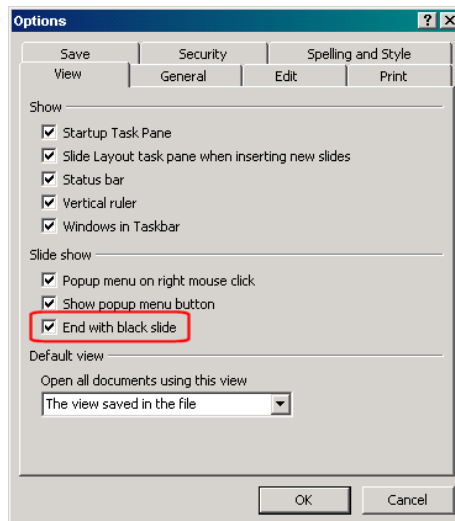 Options
Save Security Spelling and Style
View General Edit Print
Show
Startup Task Pane
Slide Layout task pane when inserting new slides
Status bar
Vertical ruler
Windows in Taskbar
Slide show
Popup menu on right mouse click
Show popup menu button
End with black slide
Default view
Open all documents using this view
The view saved in the file
OK Cancel